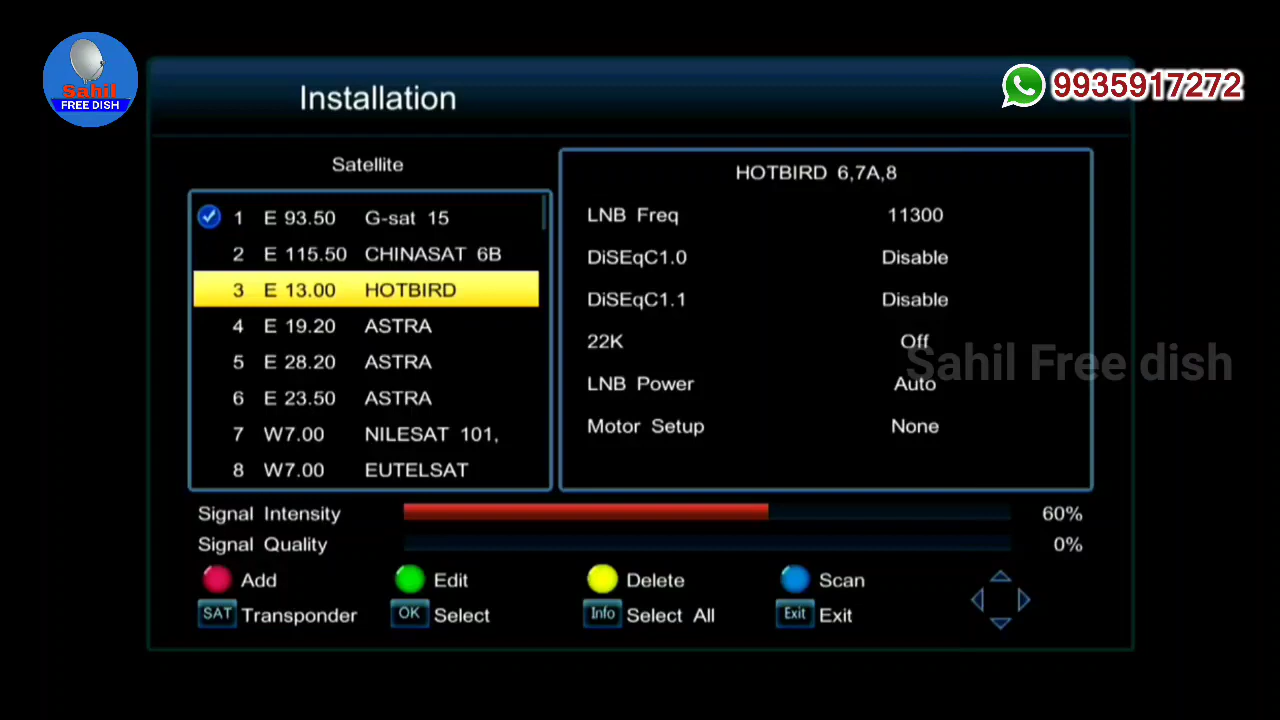 Sahil
FREE DISH
9935917272
Installation
Satellite
1 E 93.50 G-sat 15
2 E 115.50 CHINASAT 6B
3 E 13.00 HOTBIRD
4 E 19.20 ASTRA
5 E 28.20 ASTRA
6 E 23.50 ASTRA
7 W7.00 NILESAT 101,
8 W7.00 EUTELSAT
HOTBIRD 6,7A,8
LNB Freq 11300
DiSEqC1.0 Disable
DiSEqC1.1 Disable
22K Off
LNB Power Auto
Motor Setup None
Sahil Free dish
Signal Intensity 60%
Signal Quality 0%
Add Edit Delete Scan
SAT Transponder OK Select Info Select All Exit Exit